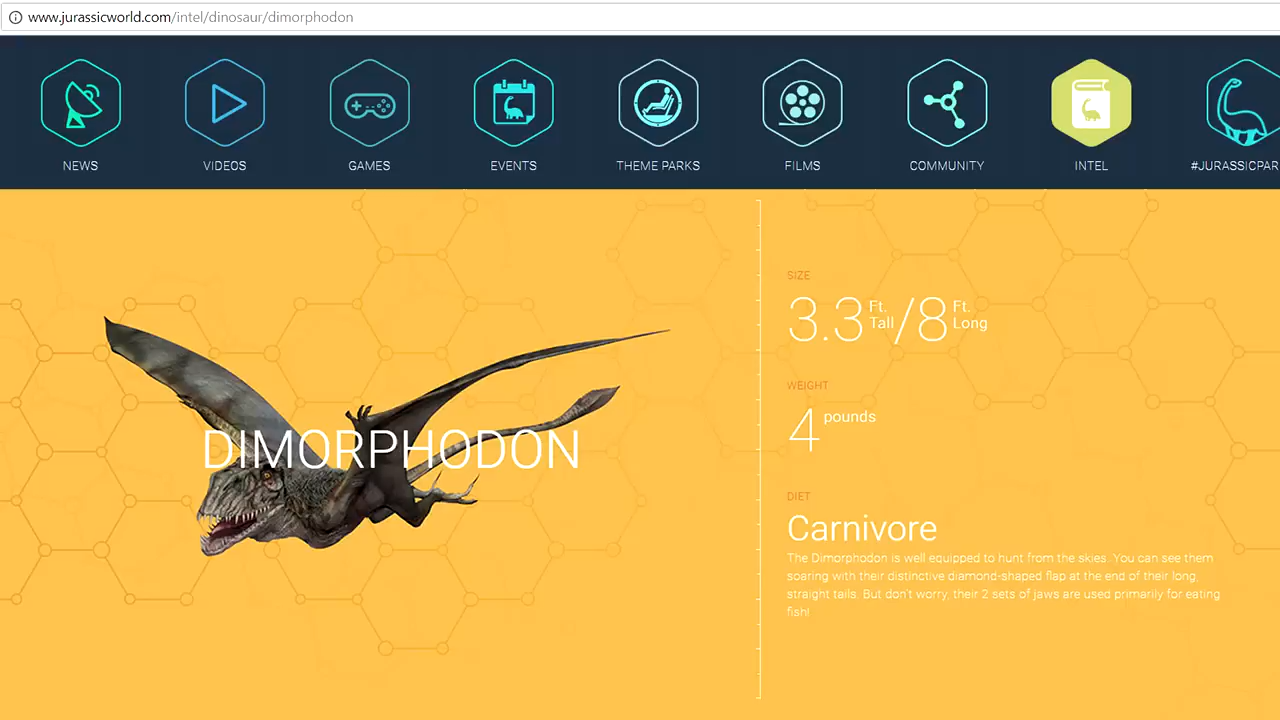 www.jurassicworld.com/intel/dinosaur/dimorphodon
NEWS VIDEOS GAMES EVENTS THEME PARKS FILMS COMMUNITY INTEL #JURASSICPAR
DIMORPHODON
SIZE
3.3 Ft. Tall/8 Ft. Long
WEIGHT
4 pounds
DIET
Carnivore
The Dimorphodon is well equipped to hunt from the skies. You can see them
soaring with their distinctive diamond-shaped flap at the end of their long,
straight tails. But don't worry, their 2 sets of jaws are used primarily for eating
fish!